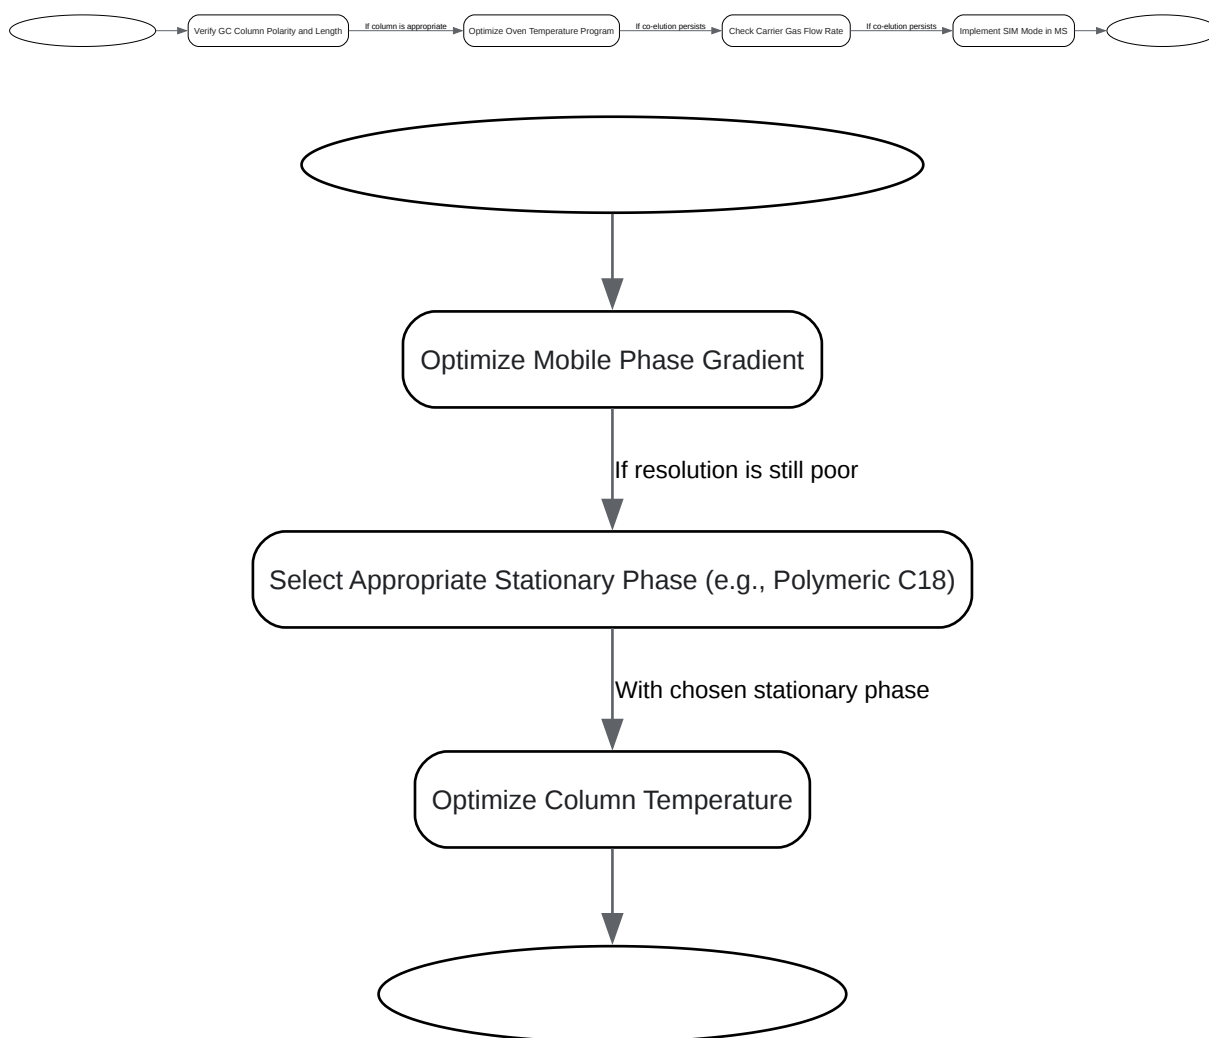 Verify GC Column Polarity and Length
If column is appropriate
Optimize Oven Temperature Program
If co-elution persists
Check Carrier Gas Flow Rate
If co-elution persists
Implement SIM Mode in MS
Optimize Mobile Phase Gradient
If resolution is still poor
Select Appropriate Stationary Phase (e.g., Polymeric C18)
With chosen stationary phase
Optimize Column Temperature